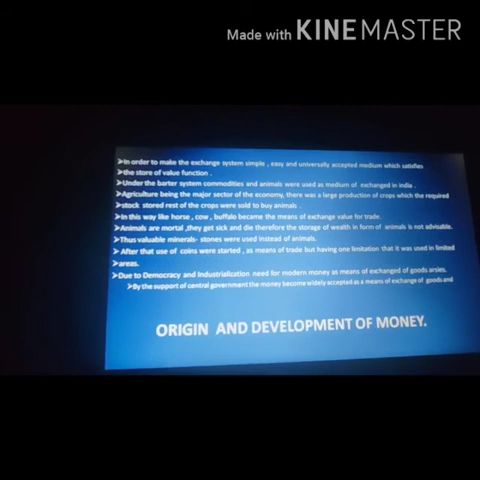 Made with KINEMASTER
➤In order to make the exchange system simple , easy and universally accepted medium which satisfies
➤the store of value function .
➤Under the barter system commodities and animals were used as medium of exchanged in india .
➤Agriculture being the major sector of the economy, there was a large production of crops which the required
➤stock stored rest of the crops were sold to buy animals .
➤In this way like horse , cow , buffalo became the means of exchange value for trade.
➤Animals are mortal ,they get sick and die therfore the storage of wealth in form of animals is not advisable.
➤Thus valuable minerals- stones were used instead of animals.
➤ After that use of coins were started , as means of trade but having one limitation that it was used in limited
➤areas.
➤Due to Democracy and Industrialization need for modern money as means of exchanged of goods arsies.
➤By the support of central government the money become widely accepted as a means of exchange of goods and
ORIGIN AND DEVELOPMENT OF MONEY.